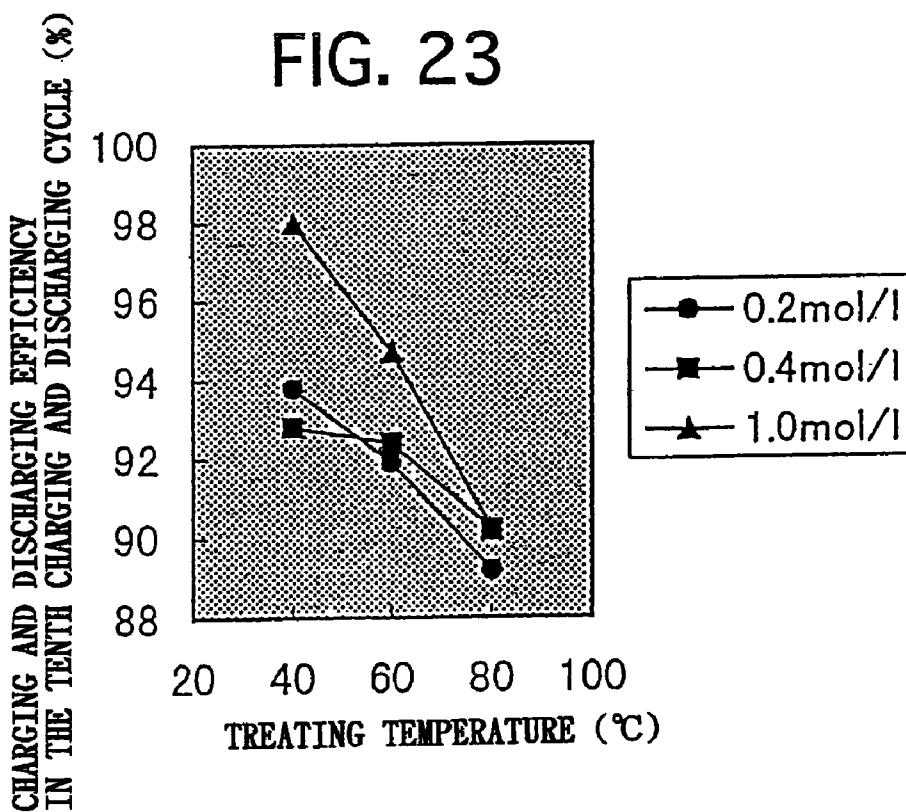 FIG. 23
CHARGING AND DISCHARGING EFFICIENCY
IN THE TENTH CHARGING AND DISCHARGING CYCLE (%)
100
98
96
94
92
90
88
20 40 60 80 100
TREATING TEMPERATURE (℃)
0.2mol/l
0.4mol/l
1.0mol/l